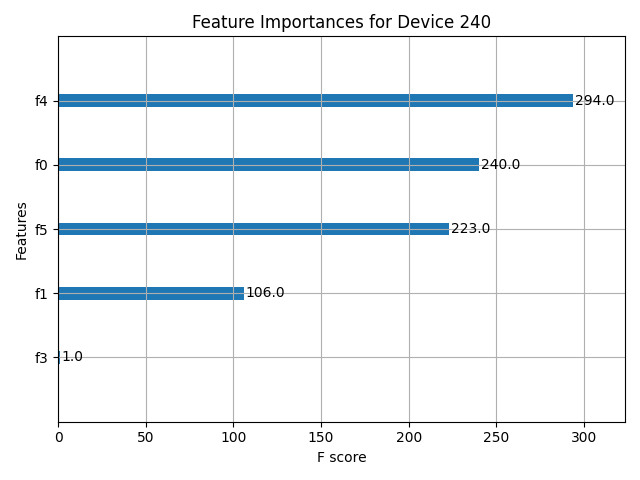 Feature Importances for Device 240
Features
f4
294.0
f0
240.0
f5
223.0
f1
106.0
f3
1.0
0 50 100 150 200 250 300
F score